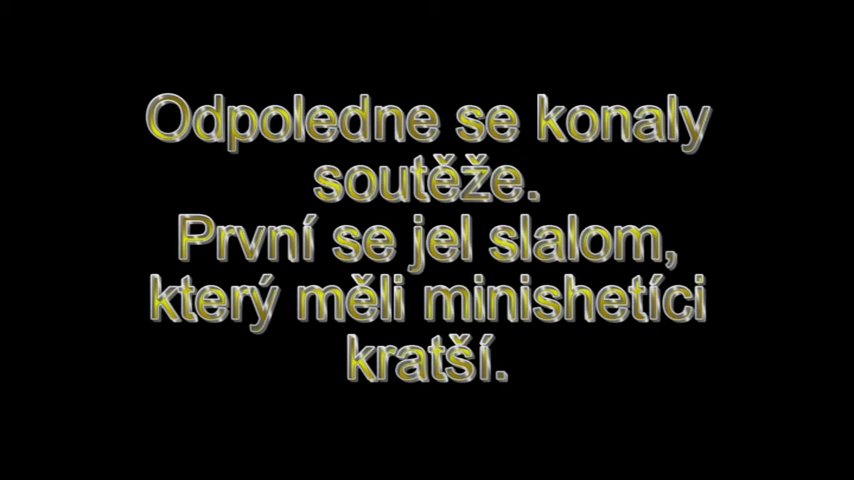 Odpoledne se konaly
soutěže.
První se jel slalom,
který měli minishetíci
kratší.